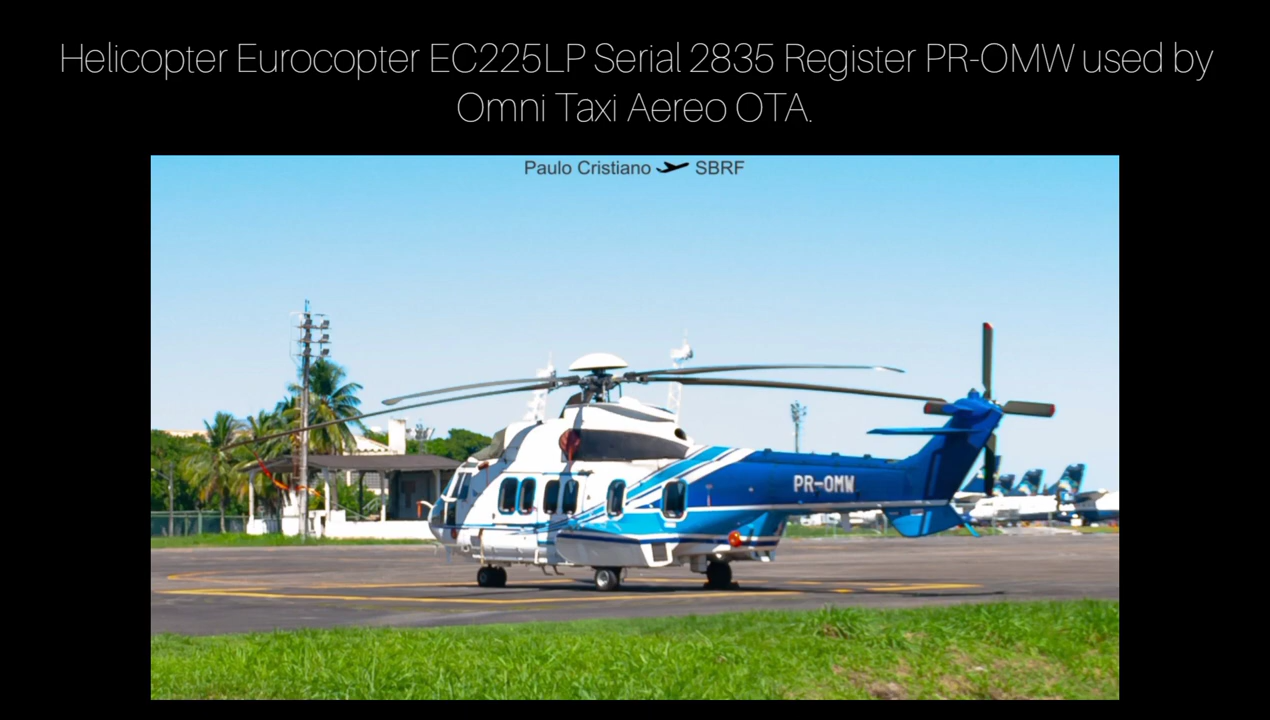 Helicopter Eurocopter EC225LP Serial 2835 Register PR-OMW used by
Omni Taxi Aereo OTA.
Paulo Cristiano SBRF
PR-OMW